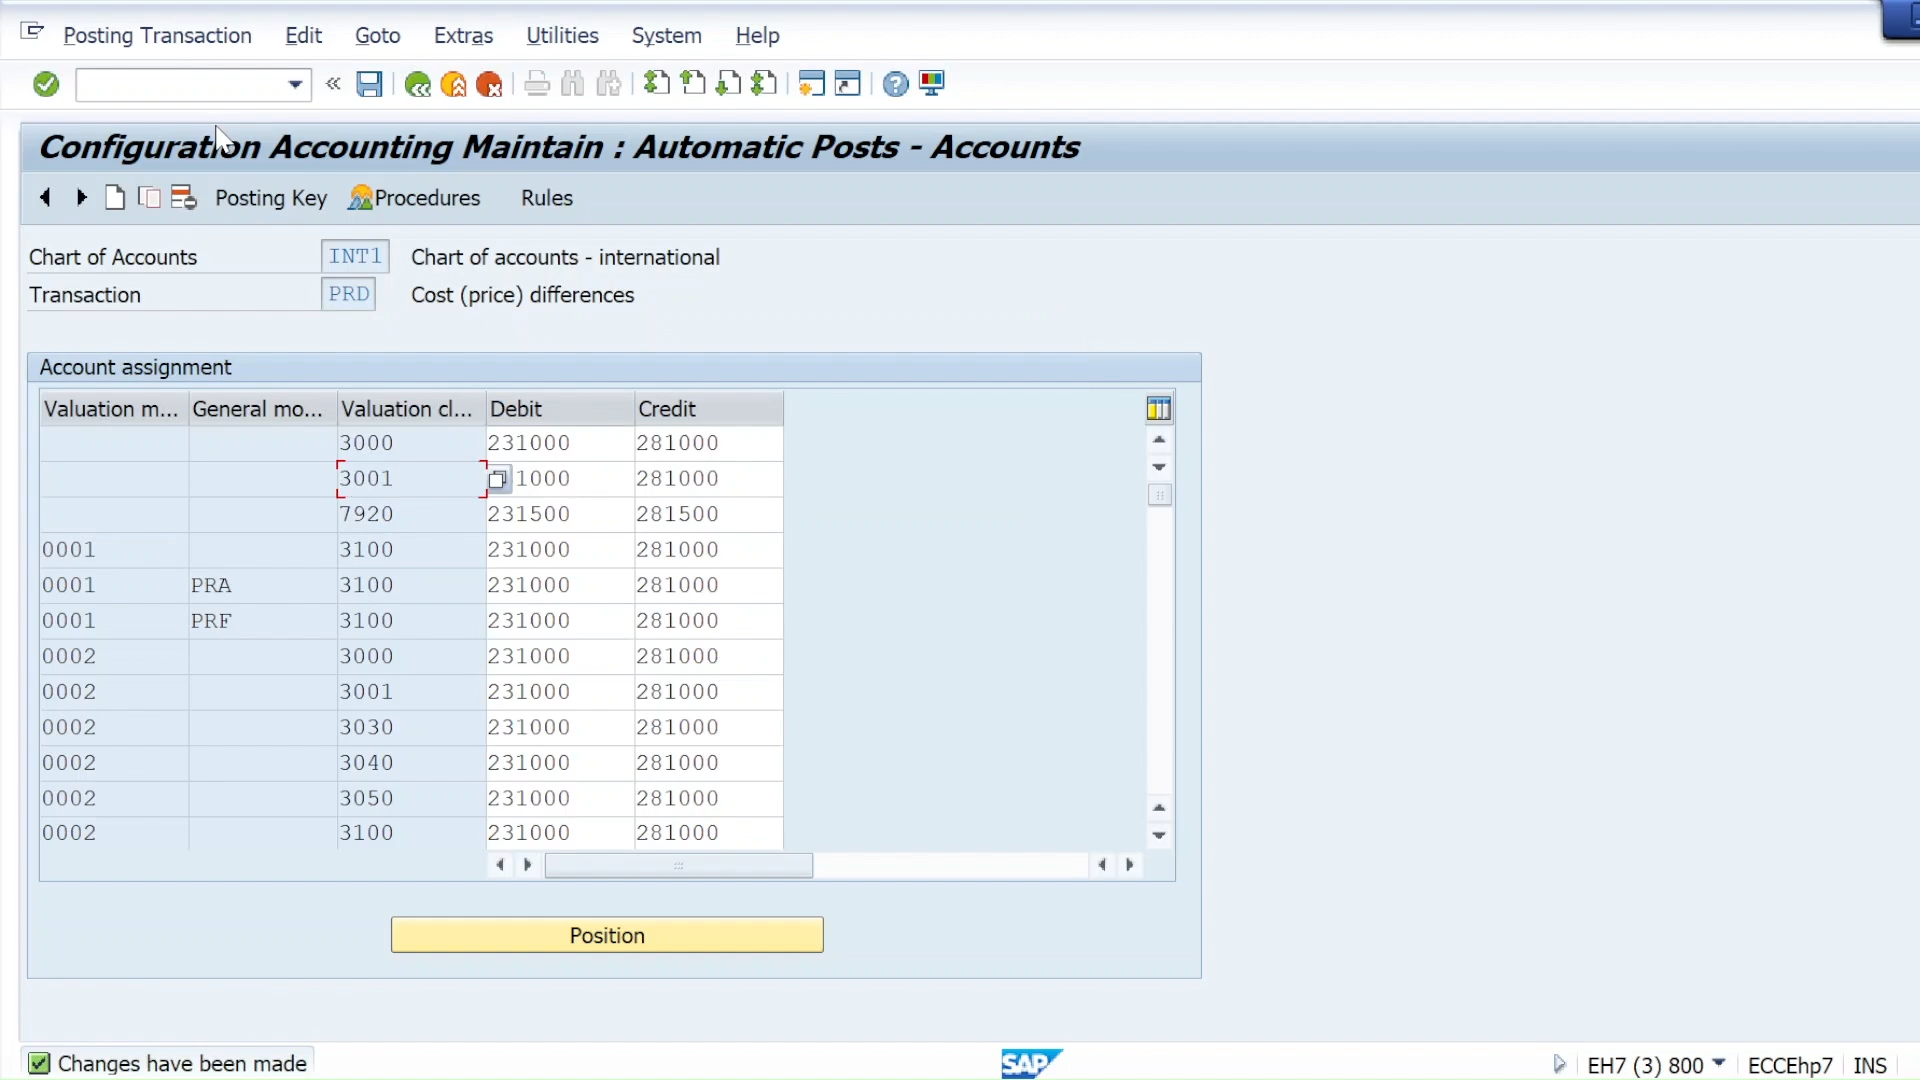 Posting Transaction Edit Goto Extras Utilities System Help
Configuration Accounting Maintain : Automatic Posts - Accounts
Posting Key Procedures Rules
Chart of Accounts INT1 Chart of accounts - international
Transaction PRD Cost (price) differences
Account assignment
Valuation m... General mo... Valuation cl... Debit Credit
3000 231000 281000
3001 1000 281000
7920 231500 281500
0001 3100 231000 281000
0001 PRA 3100 231000 281000
0001 PRF 3100 231000 281000
0002 3000 231000 281000
0002 3001 231000 281000
0002 3030 231000 281000
0002 3040 231000 281000
0002 3050 231000 281000
0002 3100 231000 281000
Position
Changes have been made SAP EH7 (3) 800 ECCEhp7 INS